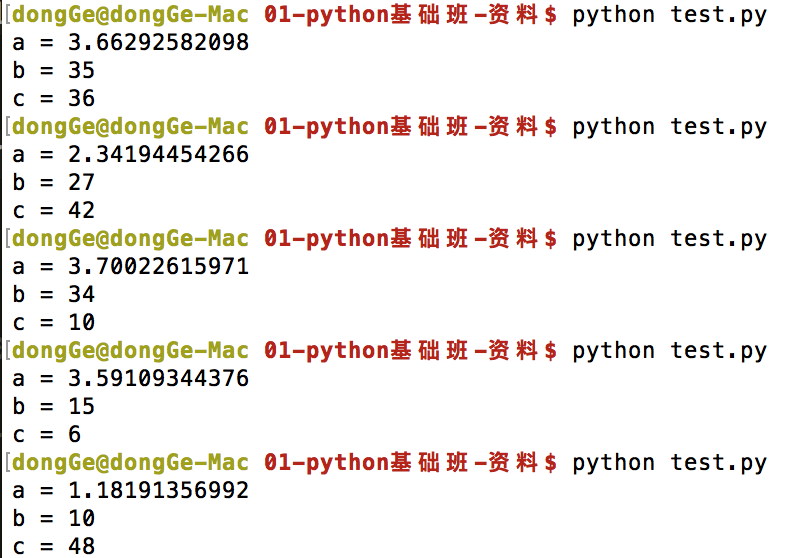 [dongGe@dongGe-Mac 01-python基础班-资料$ python test.py
a = 3.66292582098
b = 35
c = 36
[dongGe@dongGe-Mac 01-python基础班-资料$ python test.py
a = 2.34194454266
b = 27
c = 42
[dongGe@dongGe-Mac 01-python基础班-资料$ python test.py
a = 3.70022615971
b = 34
c = 10
[dongGe@dongGe-Mac 01-python基础班-资料$ python test.py
a = 3.59109344376
b = 15
c = 6
[dongGe@dongGe-Mac 01-python基础班-资料$ python test.py
a = 1.18191356992
b = 10
c = 48